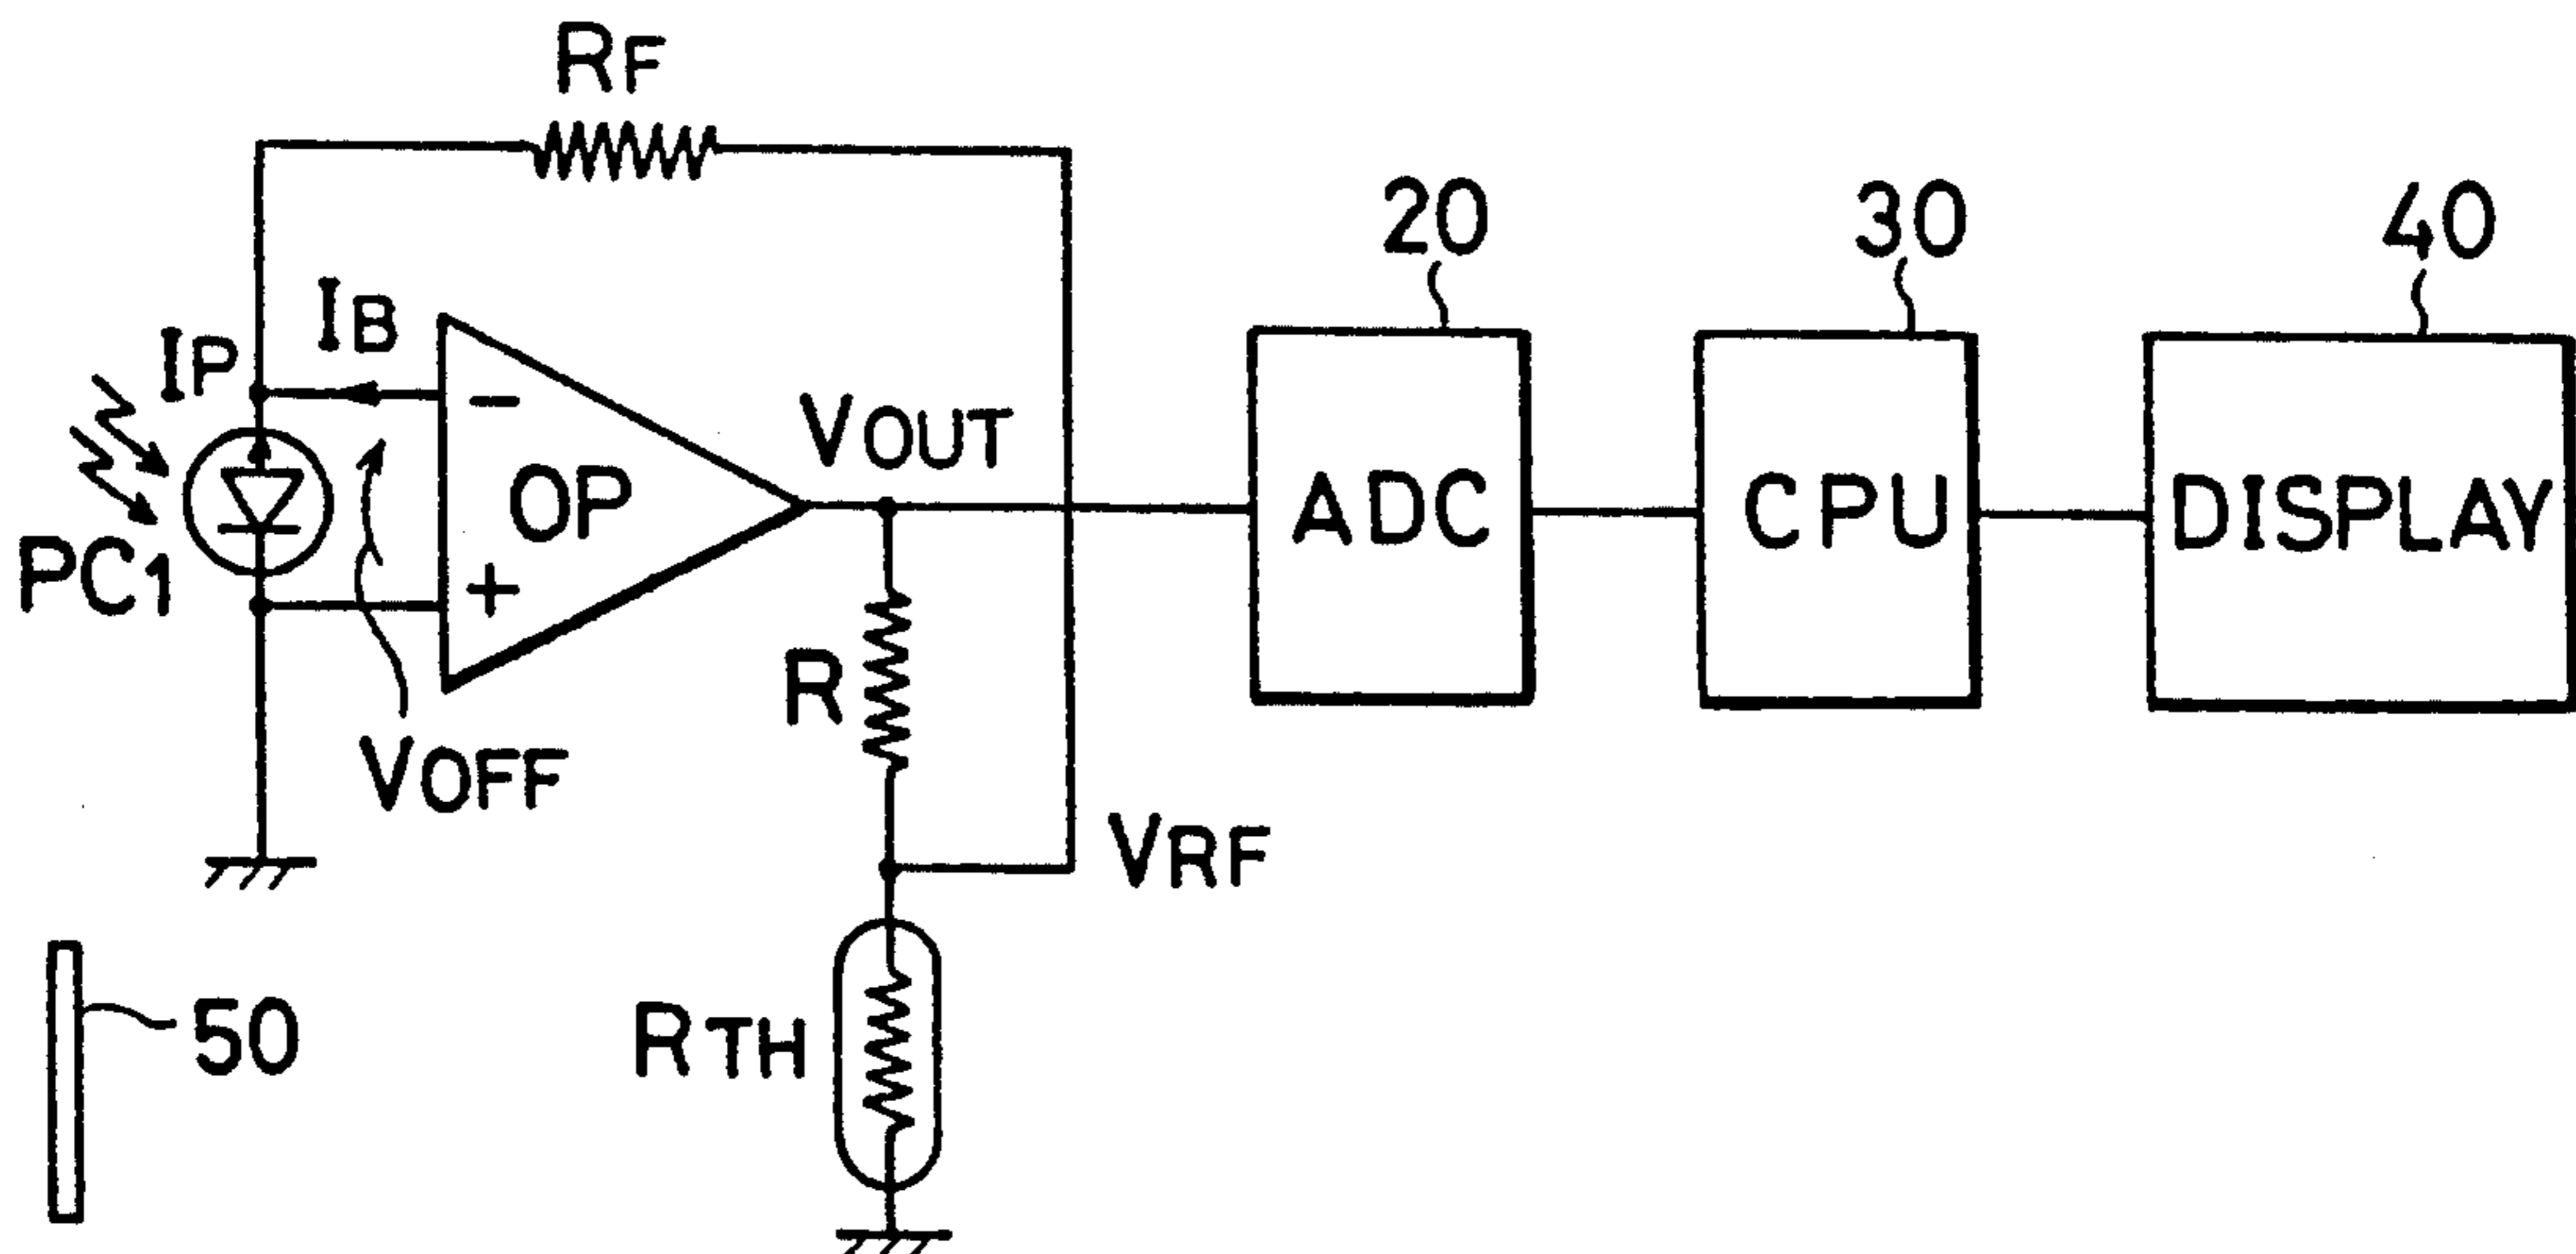 RF
20
30
40
IP
IB
−
VOUT
OP
ADC
CPU
DISPLAY
PC1
+
R
VOFF
VRF
50
RTH